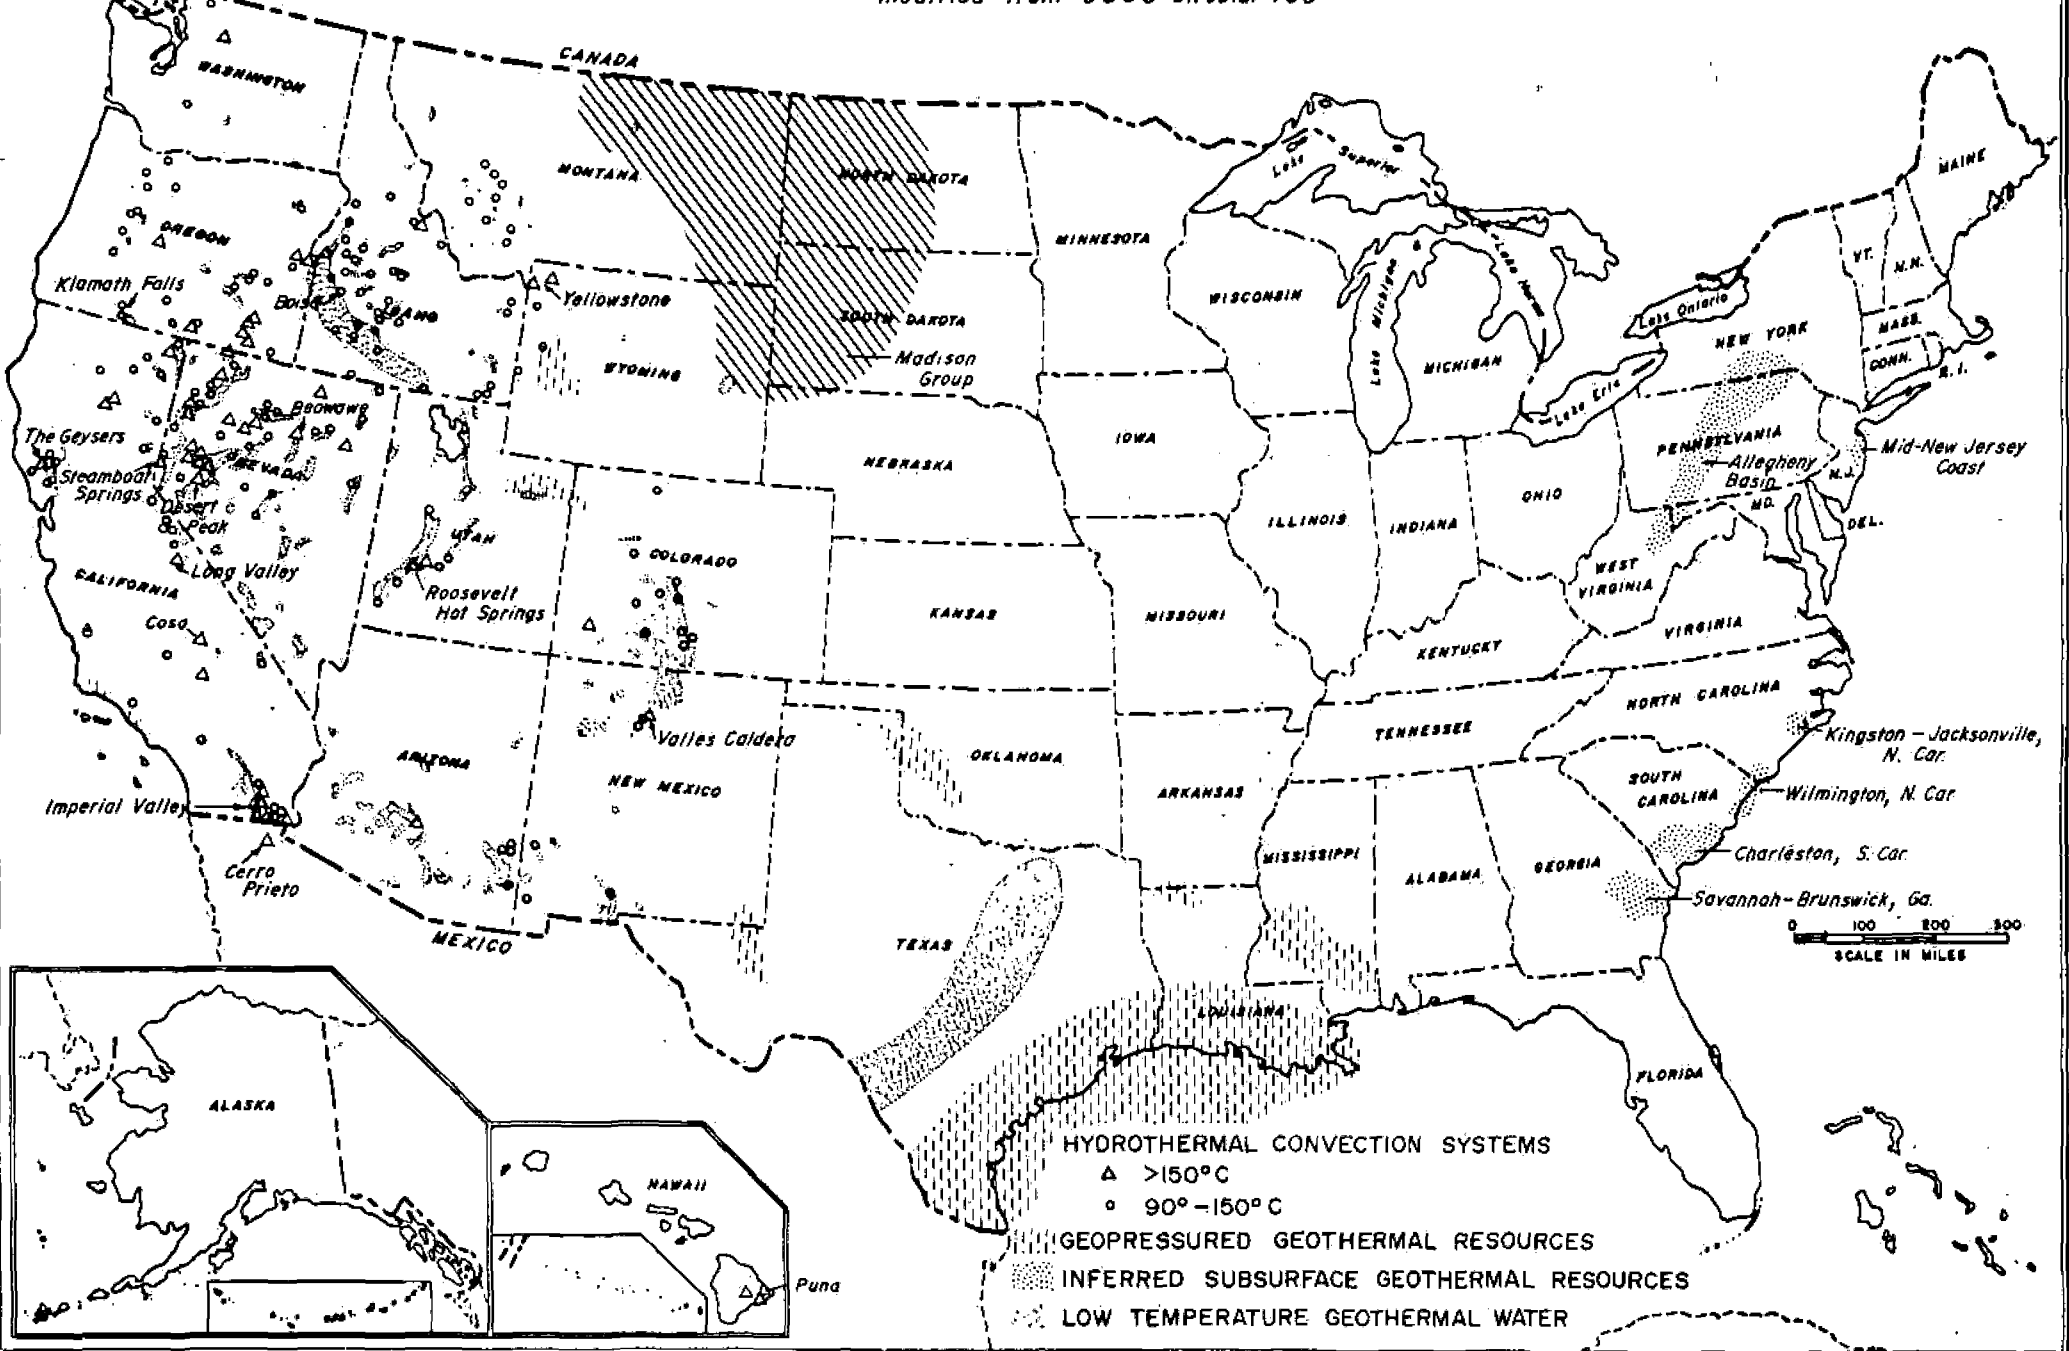 CANADA
WASHINGTON
MONTANA
NORTH DAKOTA
MINNESOTA
Lake Superior
MAINE
VT.
N.H.
OREGON
Klamath Falls
Boise
IDAHO
Yellowstone
WYOMING
SOUTH DAKOTA
Madison
Group
WISCONSIN
Lake Michigan
Lake Huron
MICHIGAN
Lake Ontario
Lake Erie
NEW YORK
MASS.
CONN.
R.I.
The Geysers
Beowawe
Steamboat
Springs
NEVADA
Desert
Peak
UTAH
NEBRASKA
IOWA
ILLINOIS
INDIANA
OHIO
PENNSYLVANIA
Allegheny
Basin
N.J.
Mid-New Jersey
Coast
MD.
DEL.
CALIFORNIA
Long Valley
Roosevelt
Hot Springs
COLORADO
KANSAS
MISSOURI
KENTUCKY
WEST
VIRGINIA
VIRGINIA
Coso
Imperial Valley
Cerro
Prieto
ARIZONA
Valles Caldera
NEW MEXICO
OKLAHOMA
ARKANSAS
TENNESSEE
NORTH CAROLINA
Kingston-Jacksonville,
N. Car.
SOUTH
CAROLINA
Wilmington, N. Car.
Charleston, S. Car.
MISSISSIPPI
ALABAMA
GEORGIA
Savannah-Brunswick, Ga.
0 100 200 300
SCALE IN MILES
MEXICO
TEXAS
LOUISIANA
FLORIDA
ALASKA
HAWAII
Puna
HYDROTHERMAL CONVECTION SYSTEMS
△ >150°C
○ 90°-150°C
GEOPRESSURED GEOTHERMAL RESOURCES
INFERRED SUBSURFACE GEOTHERMAL RESOURCES
LOW TEMPERATURE GEOTHERMAL WATER